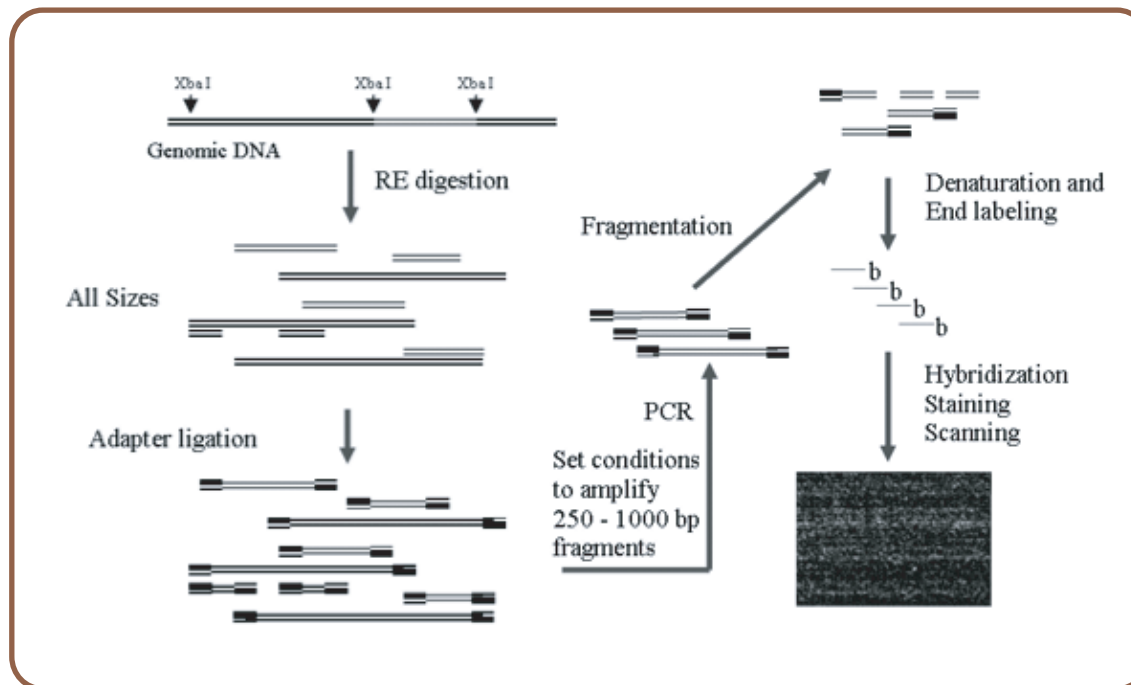 XbaI
XbaI
XbaI
Genomic DNA
RE digestion
All Sizes
Adapter ligation
Set conditions
to amplify
250 - 1000 bp
fragments
PCR
Fragmentation
Denaturation and
End labeling
b
b
b
b
Hybridization
Staining
Scanning